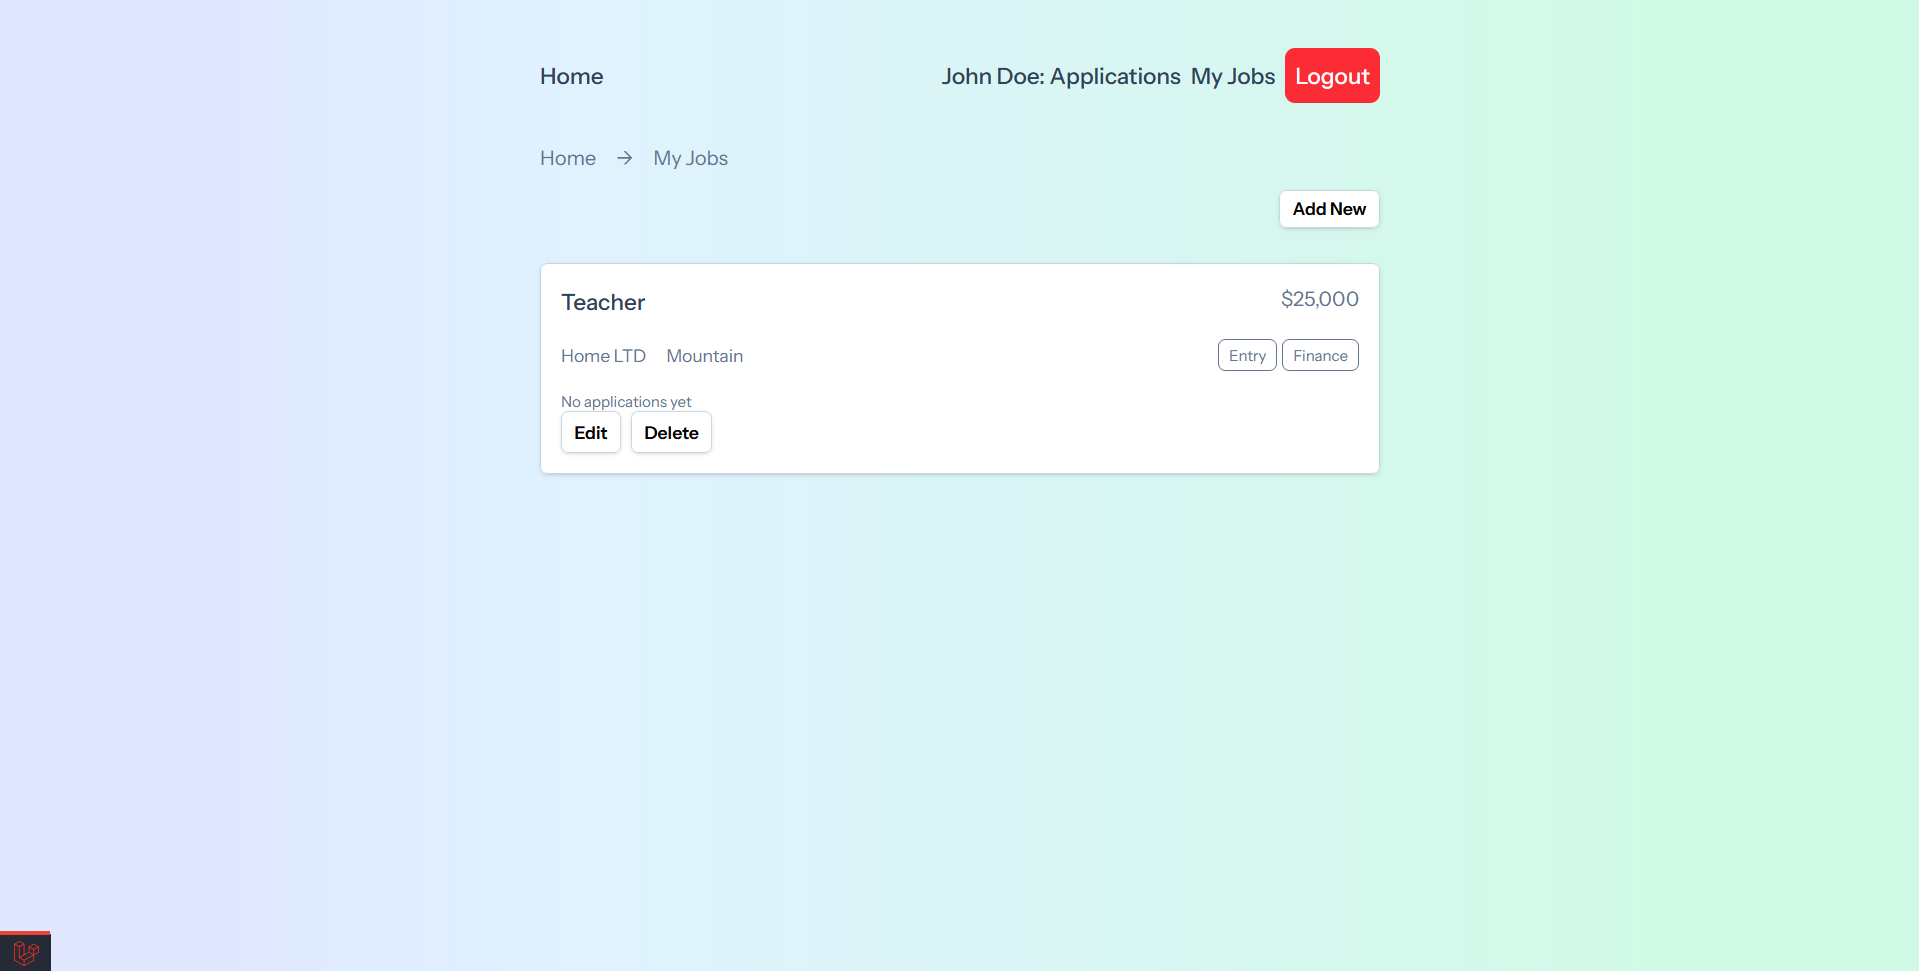 Home John Doe: Applications My Jobs Logout
Home → My Jobs
Add New
Teacher $25,000
Home LTD Mountain Entry Finance
No applications yet
Edit Delete